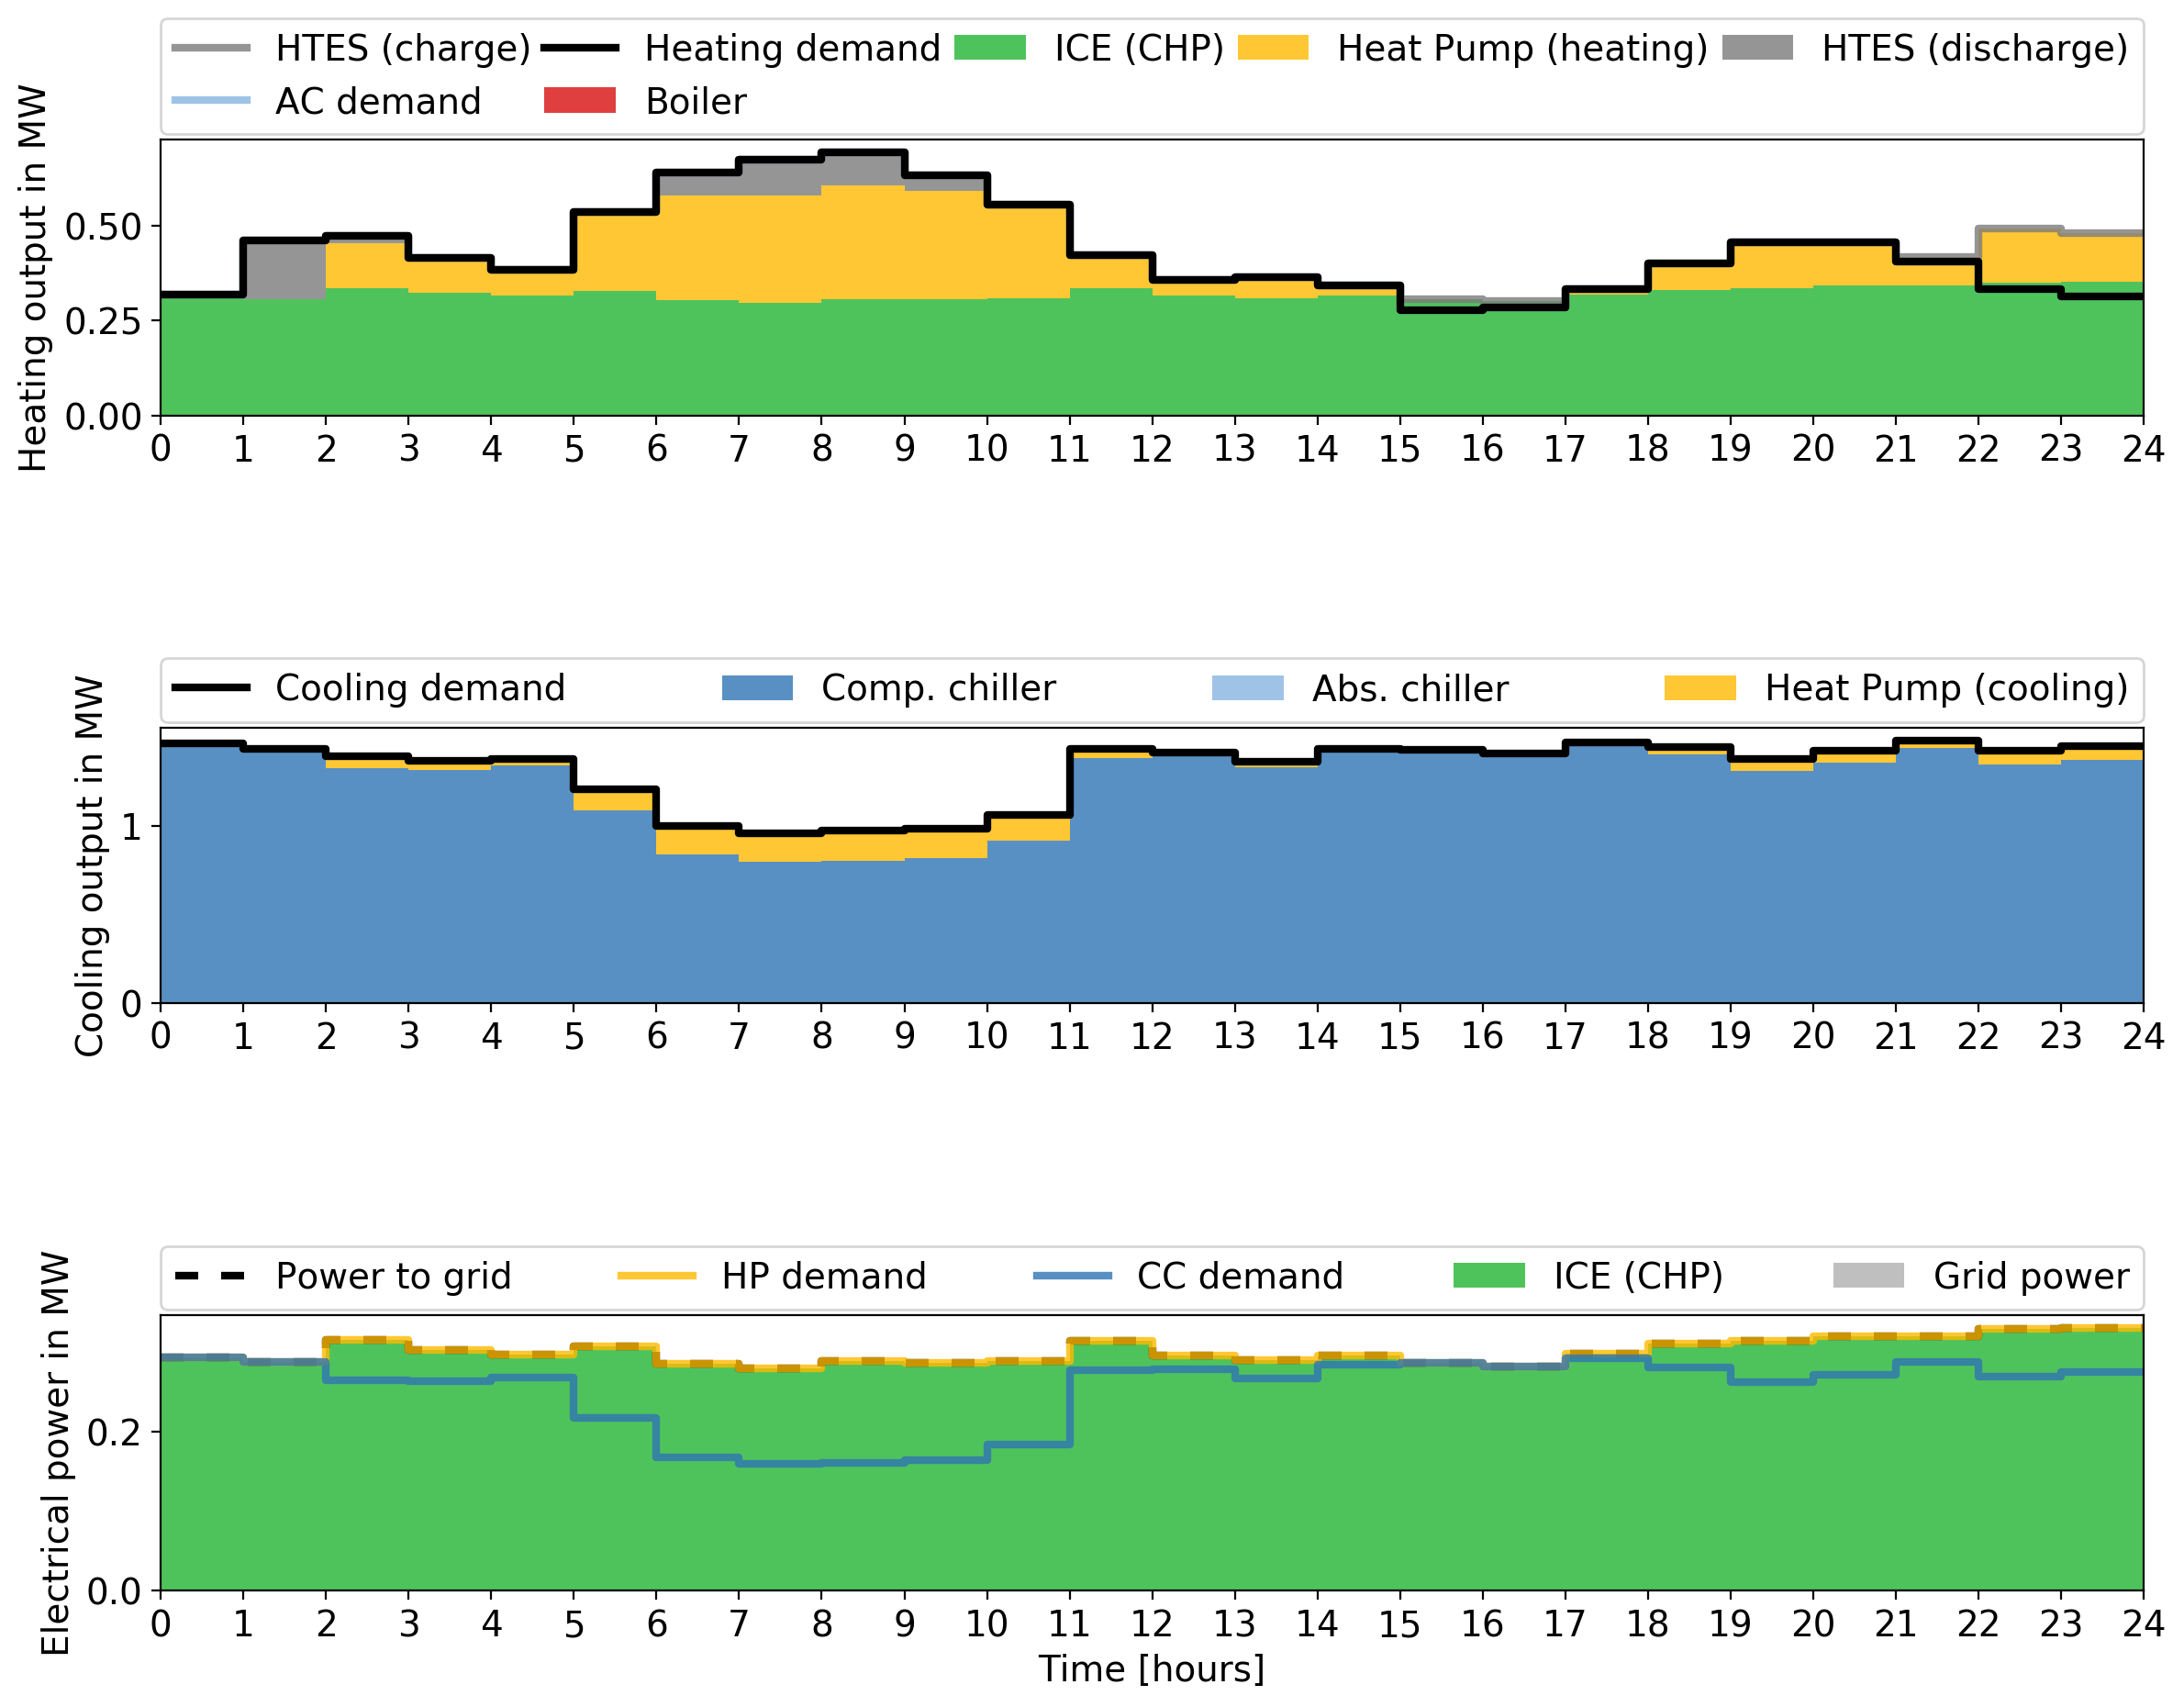 HTES (charge) Heating demand ICE (CHP) Heat Pump (heating) HTES (discharge)
AC demand Boiler
Heating output in MW
0.50
0.25
0.00
0 1 2 3 4 5 6 7 8 9 10 11 12 13 14 15 16 17 18 19 20 21 22 23 24
Cooling demand Comp. chiller Abs. chiller Heat Pump (cooling)
Cooling output in MW
1
0
0 1 2 3 4 5 6 7 8 9 10 11 12 13 14 15 16 17 18 19 20 21 22 23 24
Power to grid HP demand CC demand ICE (CHP) Grid power
Electrical power in MW
0.2
0.0
0 1 2 3 4 5 6 7 8 9 10 11 12 13 14 15 16 17 18 19 20 21 22 23 24
Time [hours]